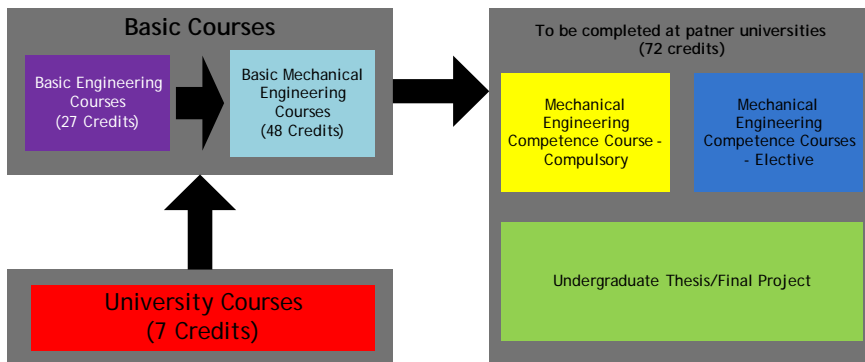 Basic Courses
Basic Engineering
Courses
(27 Credits)
Basic Mechanical
Engineering
Courses
(48 Credits)
University Courses
(7 Credits)
To be completed at patner universities
(72 credits)
Mechanical
Engineering
Competence Course -
Compulsory
Mechanical
Engineering
Competence Courses
- Elective
Undergraduate Thesis/Final Project